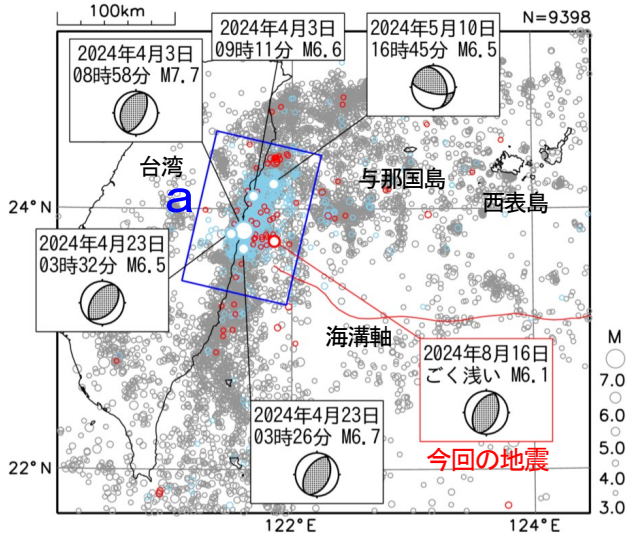 100km
N=9398
2024年4月3日
09時11分 M6.6
2024年5月10日
16時45分 M6.5
2024年4月3日
08時58分 M7.7
台湾
a
与那国島
西表島
24°N
2024年4月23日
03時32分 M6.5
海溝軸
2024年8月16日
ごく浅い M6.1
今回の地震
2024年4月23日
03時26分 M6.7
M
7.0
6.0
5.0
4.0
3.0
22°N
122°E
124°E